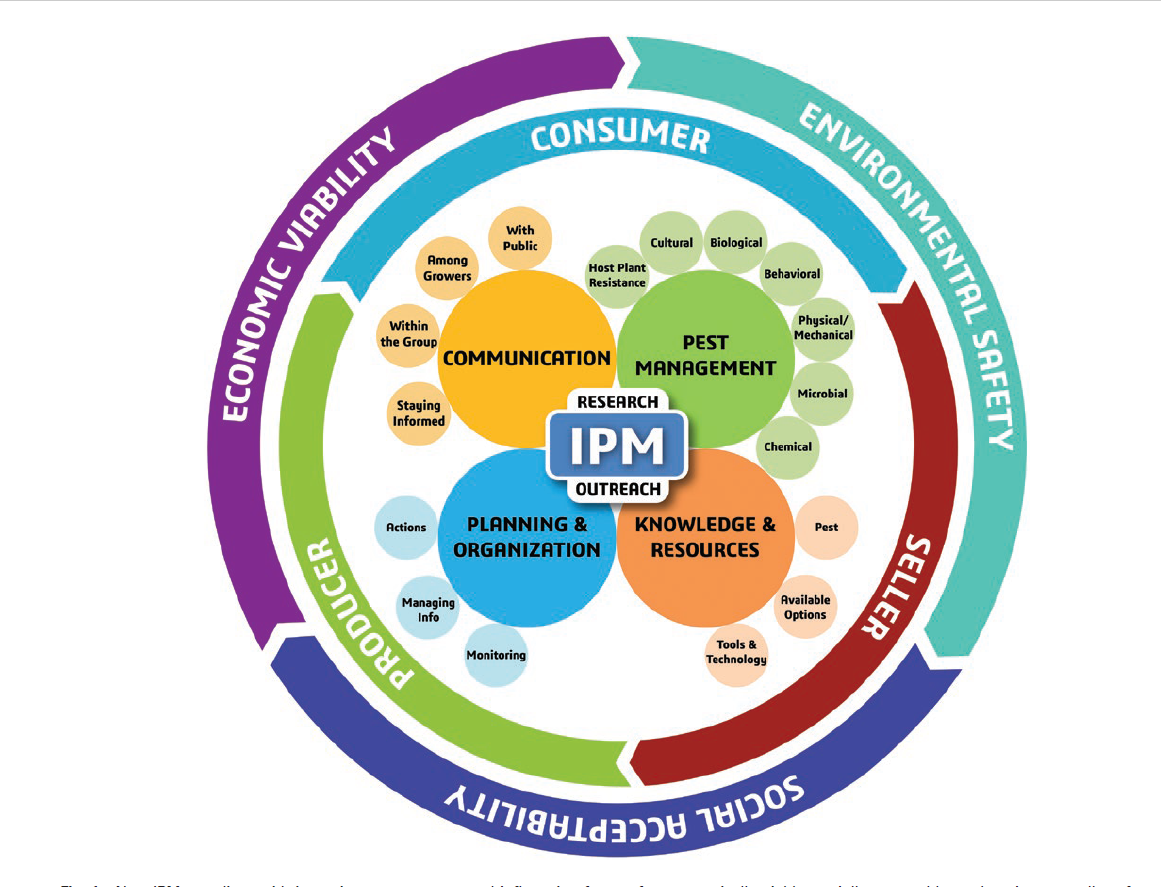 ECONOMIC VIABILITY
ENVIRONMENTAL SAFETY
SOCIAL ACCEPTABILITY
CONSUMER
SELLER
PRODUCER
With
Public
Among
Growers
Within
the Group
Staying
Informed
COMMUNICATION
Host Plant
Resistance
Cultural
Biological
Behavioral
Physical/
Mechanical
Microbial
Chemical
PEST
MANAGEMENT
RESEARCH
IPM
OUTREACH
PLANNING &
ORGANIZATION
Actions
Managing
Info
Monitoring
KNOWLEDGE &
RESOURCES
Pest
Available
Options
Tools &
Technology